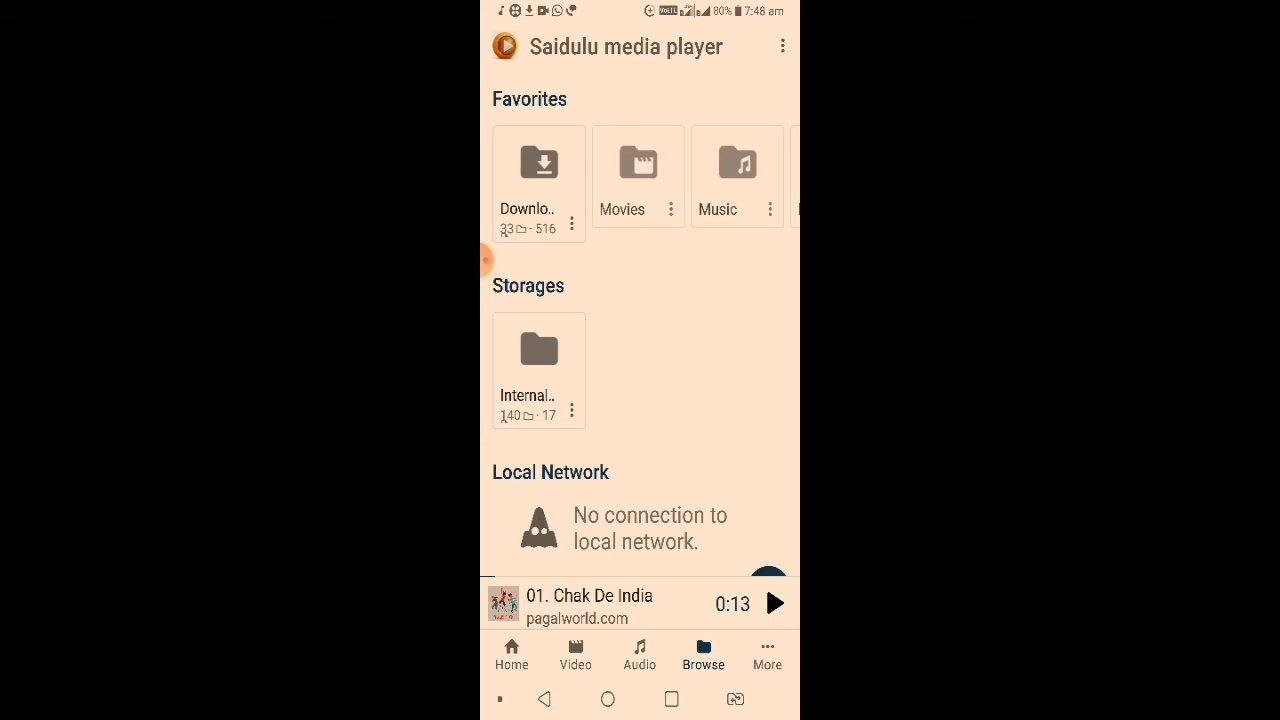 VoLTE 80% 7:48 am
Saidulu media player
Favorites
Downlo..
33 · 516
Movies
Music
Storages
Internal..
140 · 17
Local Network
No connection to
local network.
01. Chak De India
pagalworld.com
0:13
Home Video Audio Browse More